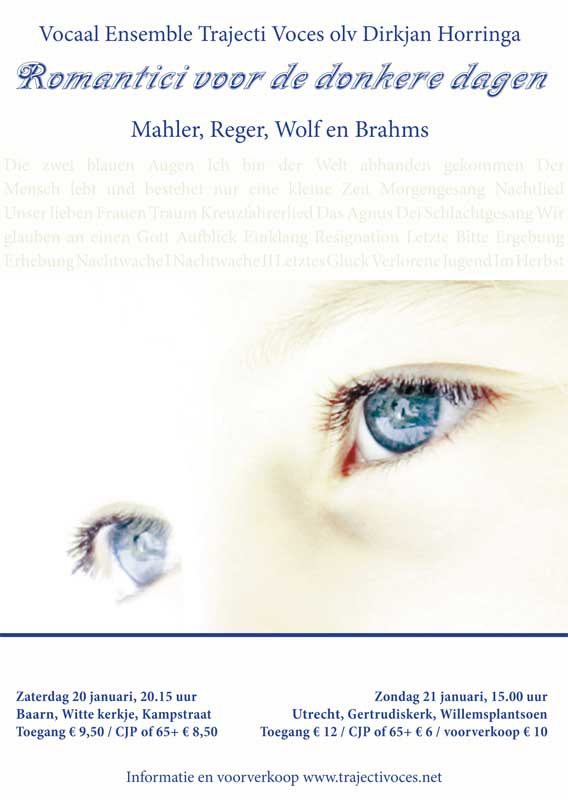 Vocaal Ensemble Trajecti Voces olv Dirkjan Horringa
Romantici voor de donkere dagen
Mahler, Reger, Wolf en Brahms
Die zwei blauen Augen Ich bin der Welt abhanden gekommen Der
Mensch lebt und bestehet nur eine kleine Zeit Morgengesang Nachtlied
Unser lieben Frauen Traum Kreuzfahrerlied Das Agnus Dei Schlachtgesang Wir
glauben an einen Gott Aufblick Einklang Resignation Letzte Bitte Ergebung
Erhebung Nachtwache I Nachtwache II Letztes Glück Verlorene Jugend Im Herbst
Zaterdag 20 januari, 20.15 uur
Baarn, Witte kerkje, Kampstraat
Toegang € 9,50 / CJP of 65+ € 8,50
Zondag 21 januari, 15.00 uur
Utrecht, Gertrudiskerk, Willemsplantsoen
Toegang € 12 / CJP of 65+ € 6 / voorverkoop € 10
Informatie en voorverkoop www.trajectivoces.net